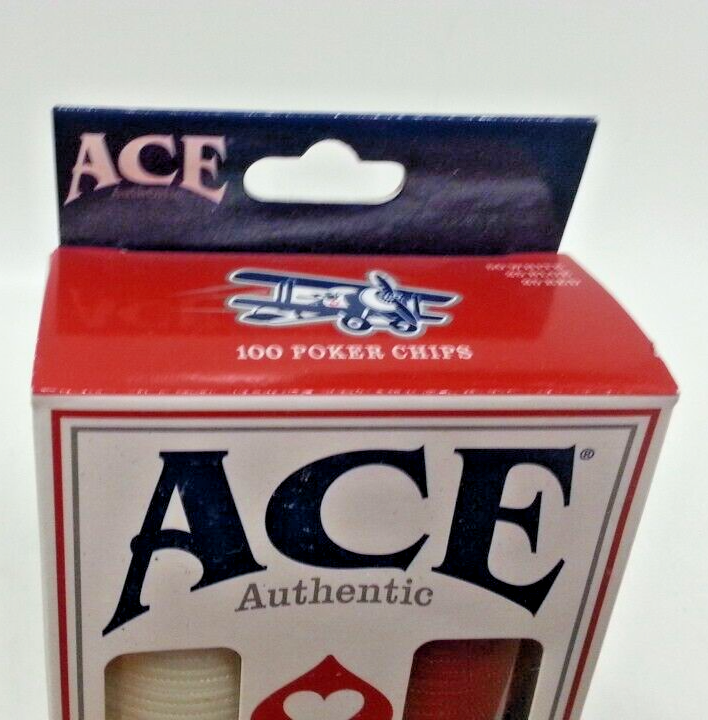 ACE
Authentic
100 POKER CHIPS
ACE®
Authentic